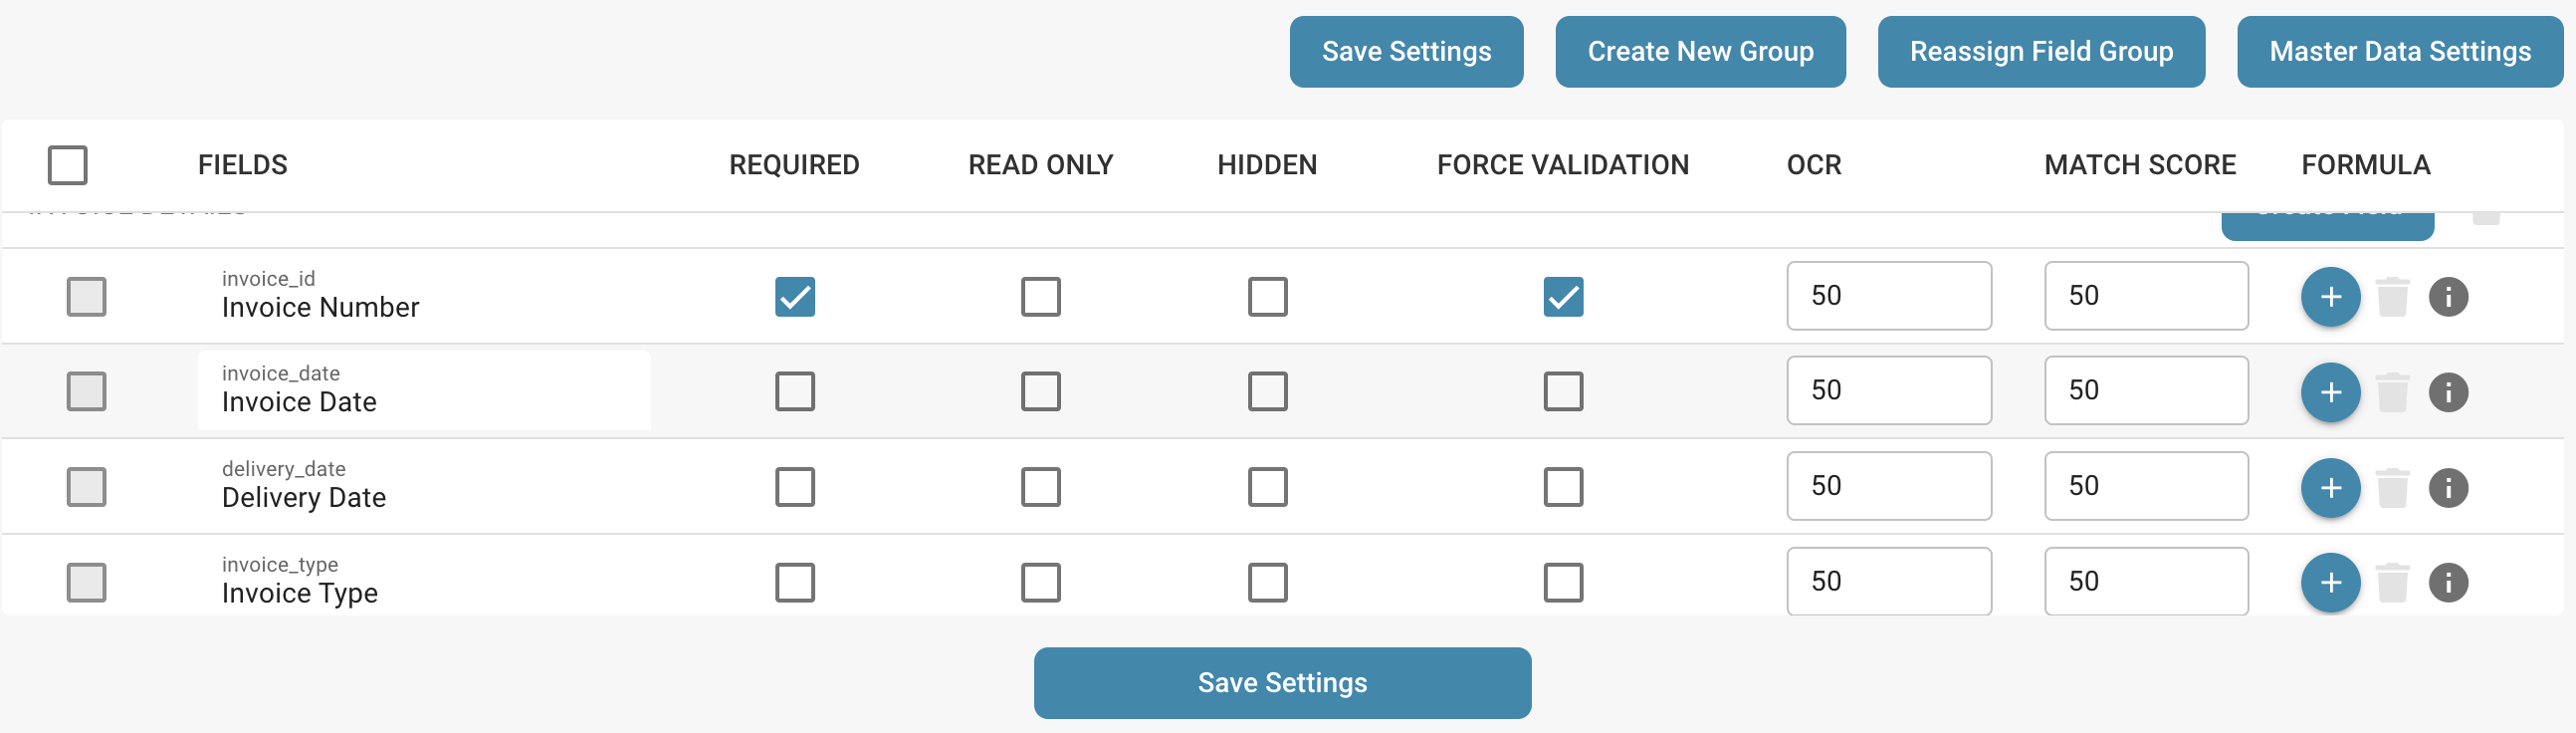 Save Settings Create New Group Reassign Field Group Master Data Settings
FIELDS REQUIRED READ ONLY HIDDEN FORCE VALIDATION OCR MATCH SCORE FORMULA
invoice_id
Invoice Number 50 50
invoice_date
Invoice Date 50 50
delivery_date
Delivery Date 50 50
invoice_type
Invoice Type 50 50
Save Settings